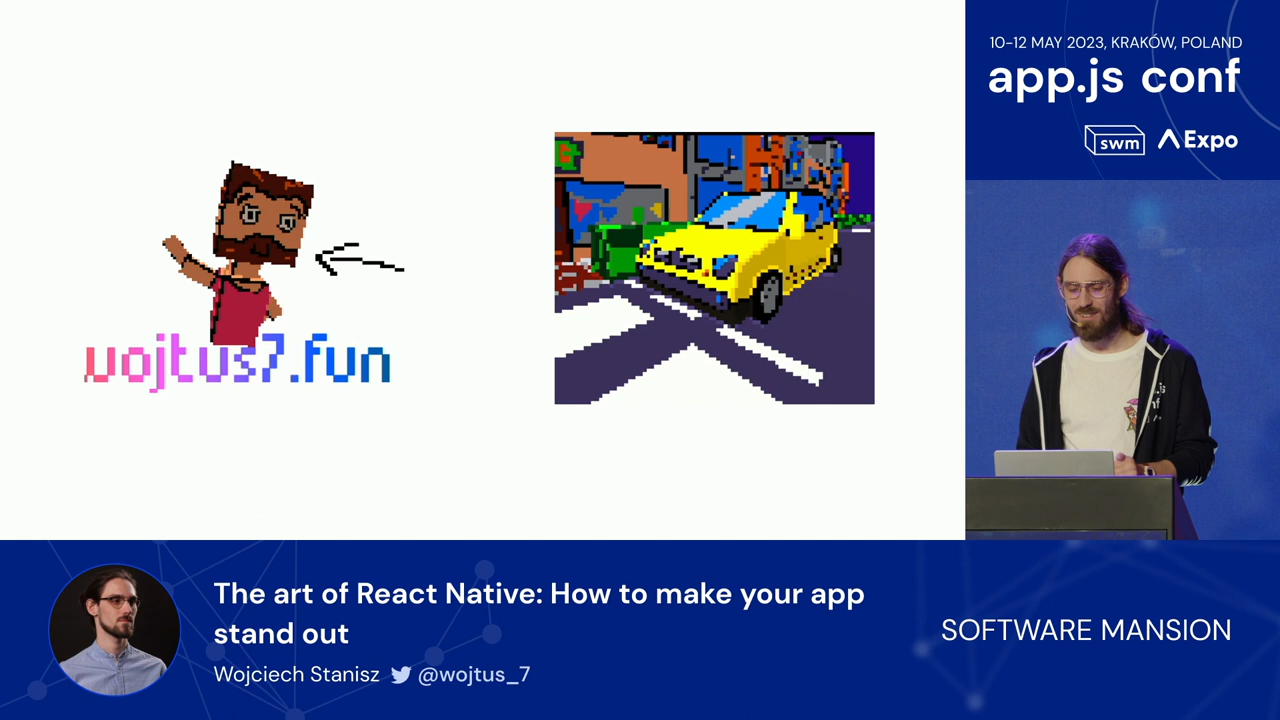 10-12 MAY 2023, KRAKÓW, POLAND
app.js conf
swm
Expo
wojtus7.fun
The art of React Native: How to make your app
stand out
Wojciech Stanisz
@wojtus_7
SOFTWARE MANSION